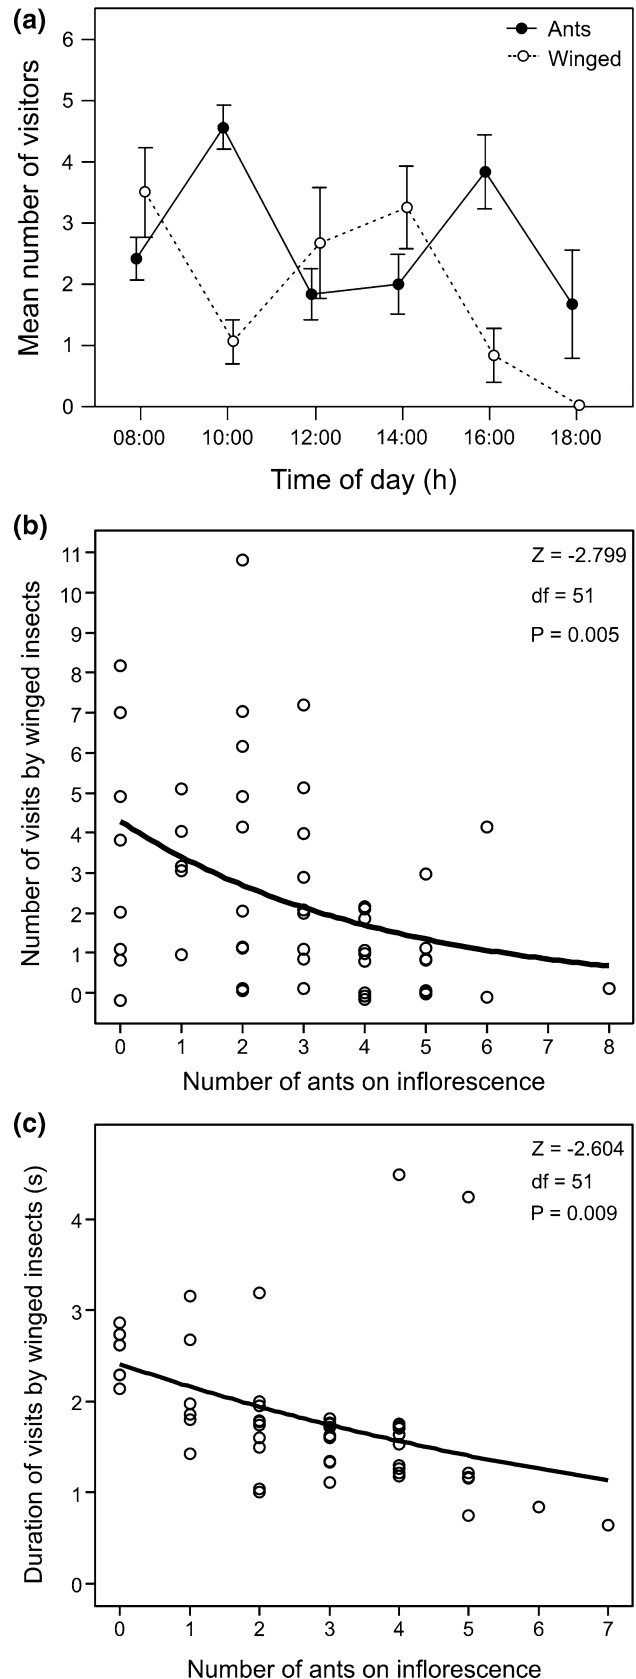 (a)
Ants
Winged
Mean number of visitors
6
5
4
3
2
1
0
08:00 10:00 12:00 14:00 16:00 18:00
Time of day (h)
(b)
Z = -2.799
df = 51
P = 0.005
Number of visits by winged insects
11
10
9
8
7
6
5
4
3
2
1
0
0 1 2 3 4 5 6 7 8
Number of ants on inflorescence
(c)
Z = -2.604
df = 51
P = 0.009
Duration of visits by winged insects (s)
4
3
2
1
0
0 1 2 3 4 5 6 7
Number of ants on inflorescence